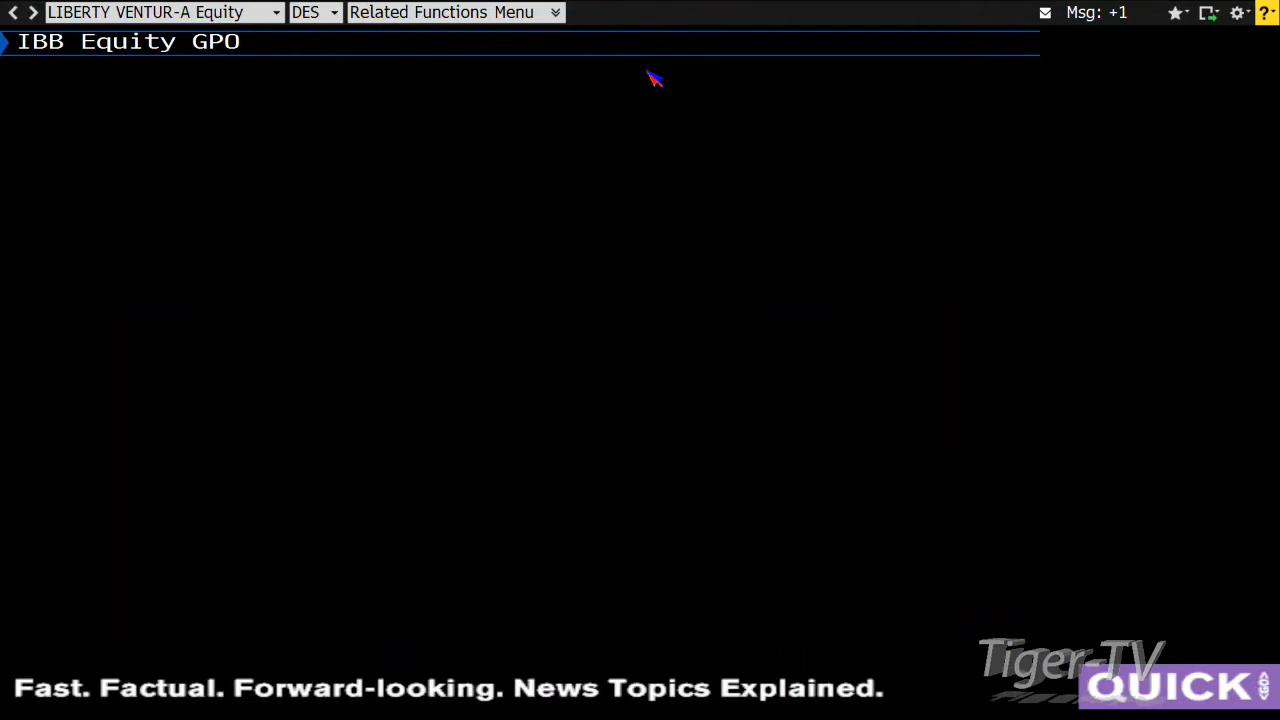 LIBERTY VENTUR-A Equity DES Related Functions Menu Msg: +1 ?
IBB Equity GPO
Tiger-TV
Fast. Factual. Forward-looking. News Topics Explained. QUICK